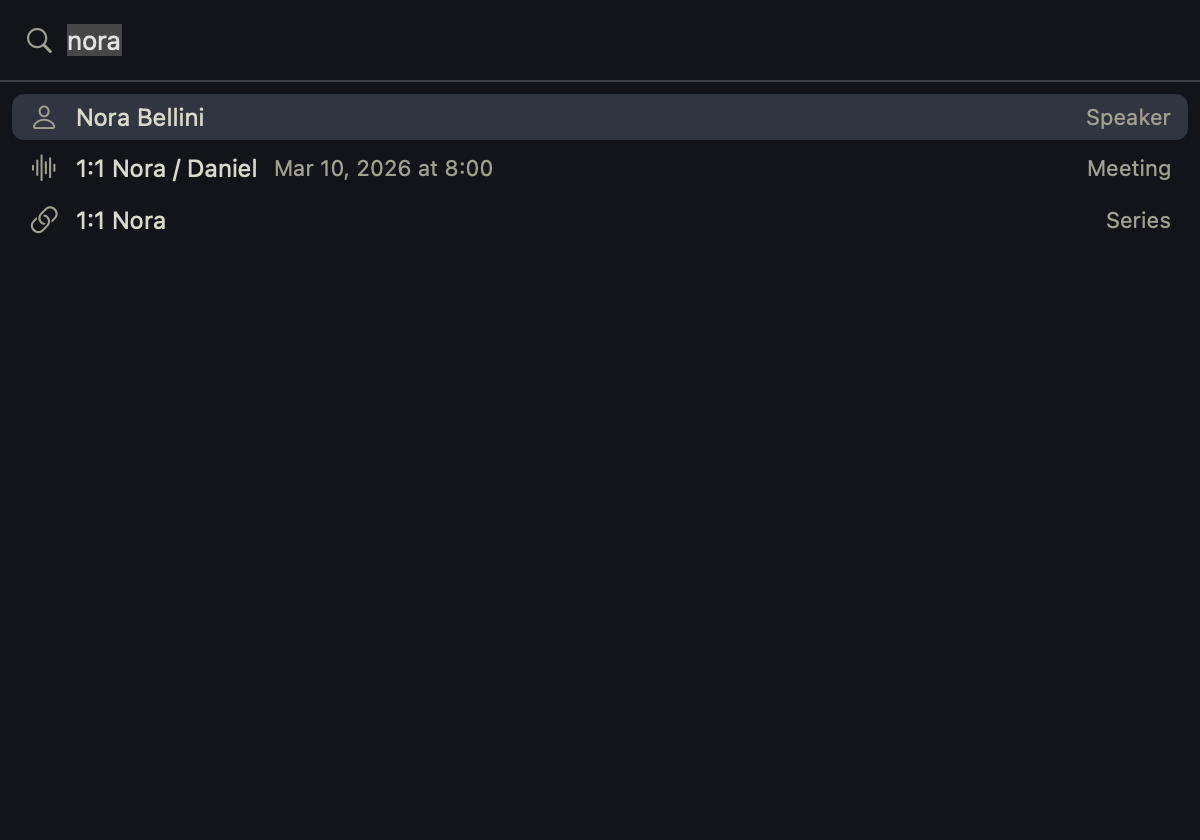 nora
Nora Bellini Speaker
1:1 Nora / Daniel Mar 10, 2026 at 8:00 Meeting
1:1 Nora Series